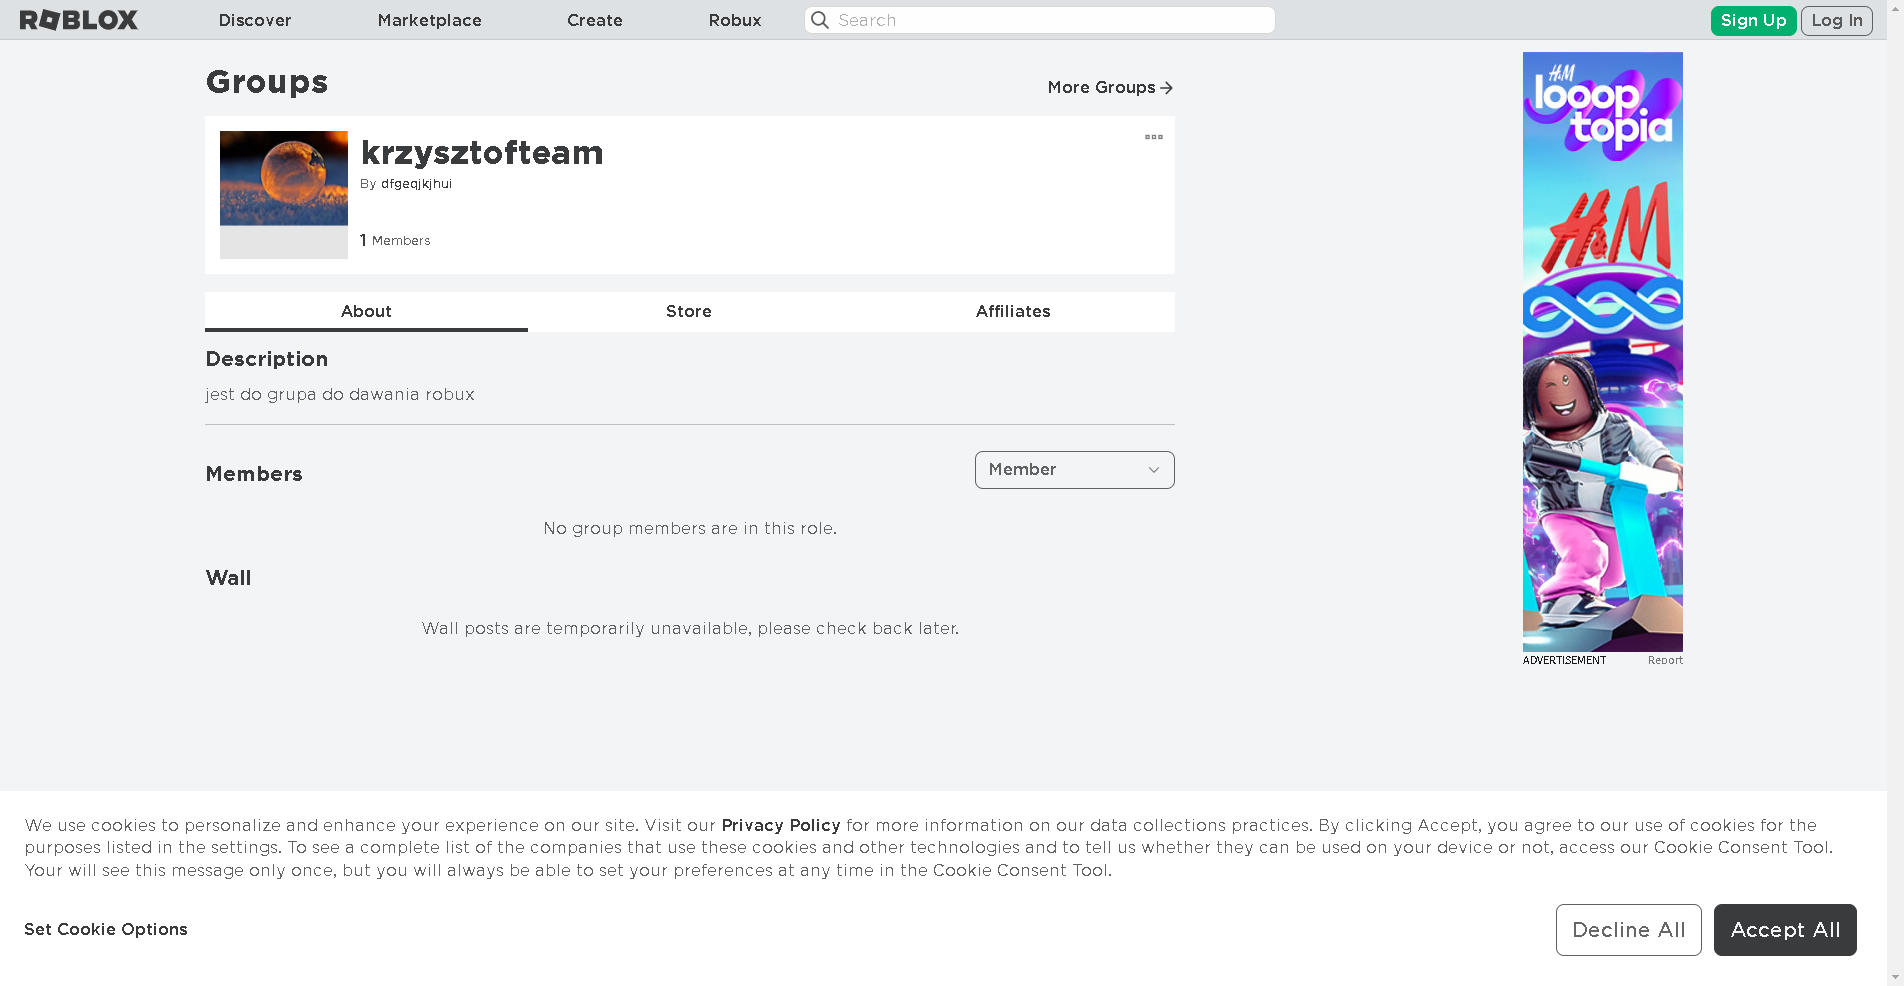 ROBLOX Discover Marketplace Create Robux Search Sign Up Log In
Groups
More Groups
krzysztofteam
By dfgeqjkjhui
1 Members
About Store Affiliates
Description
jest do grupa do dawania robux
Members
Member
No group members are in this role.
Wall
Wall posts are temporarily unavailable, please check back later.
H&M
looop
topia
H&M
ADVERTISEMENT Report
We use cookies to personalize and enhance your experience on our site. Visit our Privacy Policy for more information on our data collections practices. By clicking Accept, you agree to our use of cookies for the
purposes listed in the settings. To see a complete list of the companies that use these cookies and other technologies and to tell us whether they can be used on your device or not, access our Cookie Consent Tool.
Your will see this message only once, but you will always be able to set your preferences at any time in the Cookie Consent Tool.
Set Cookie Options
Decline All Accept All